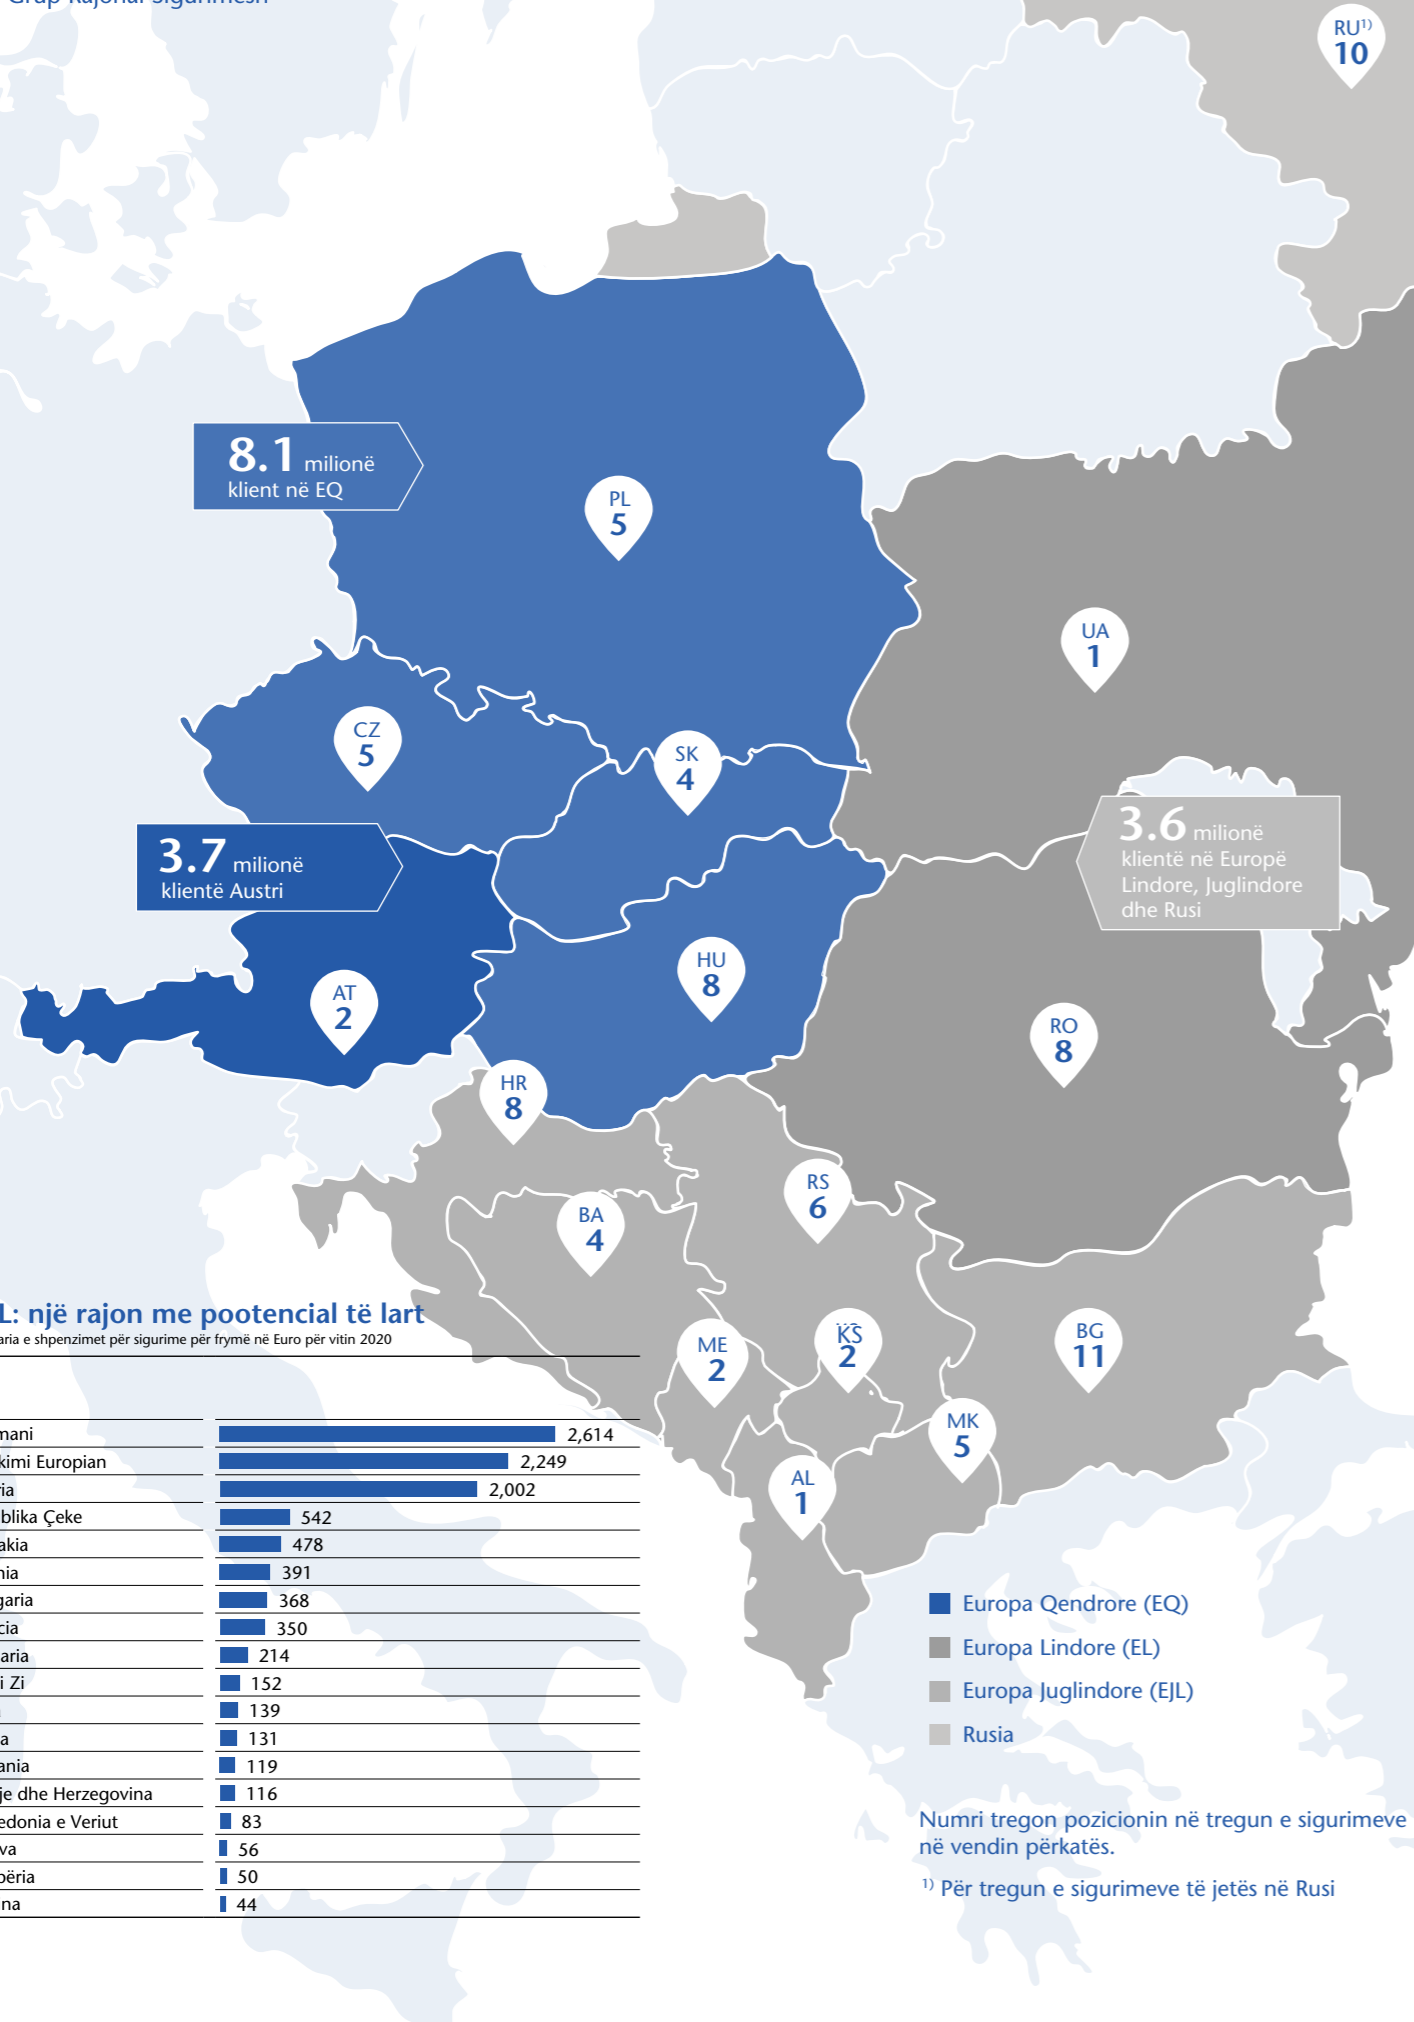 Grup Rajonal Sigurimesh
RU¹⁾
10
8.1 milionë
klient në EQ
PL
5
UA
1
CZ
5
SK
4
3.7 milionë
klientë Austri
3.6 milionë
klientë në Europë
Lindore, Juglindore
dhe Rusi
HU
8
AT
2
RO
8
HR
8
RS
6
BA
4
L: një rajon me pootencial të lart
aria e shpenzimet për sigurime për frymë në Euro për vitin 2020
KS
2
BG
11
ME
2
MK
5
AL
1
mani 2,614
kimi Europian 2,249
ia 2,002
blika Çeke 542
akia 478
nia 391
garia 368
cia 350
aria 214
i Zi 152
139
a 131
ania 119
je dhe Herzegovina 116
edonia e Veriut 83
va 56
bëria 50
na 44
Europa Qendrore (EQ)
Europa Lindore (EL)
Europa Juglindore (EJL)
Rusia
Numri tregon pozicionin në tregun e sigurimeve
në vendin përkatës.
¹⁾ Për tregun e sigurimeve të jetës në Rusi